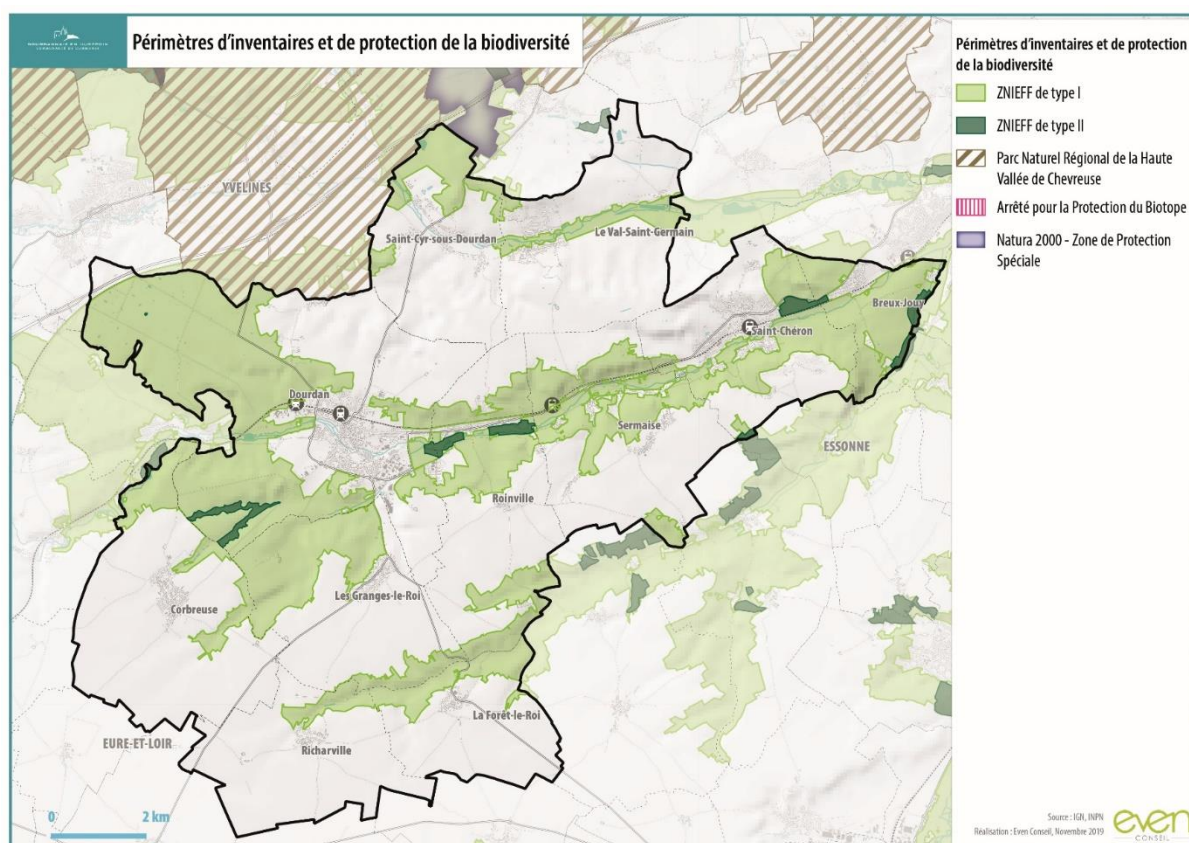 Périmètres d'inventaires et de protection de la biodiversité
Périmètres d'inventaires et de protection
de la biodiversité
ZNIEFF de type I
ZNIEFF de type II
Parc Naturel Régional de la Haute
Vallée de Chevreuse
Arrêté pour la Protection du Biotope
Natura 2000 - Zone de Protection
Spéciale
YVELINES
Saint-Cyr-sous-Dourdan
Le Val-Saint-Germain
Breux-Jouy
Saint-Chéron
Dourdan
Sermaise
ESSONNE
Roinville
Les Granges-le-Roi
Corbreuse
La Forêt-le-Roi
EURE-ET-LOIR
Richarville
0 2 km
Source : IGN, INPN
Réalisation : Even Conseil, Novembre 2019
even
CONSEIL